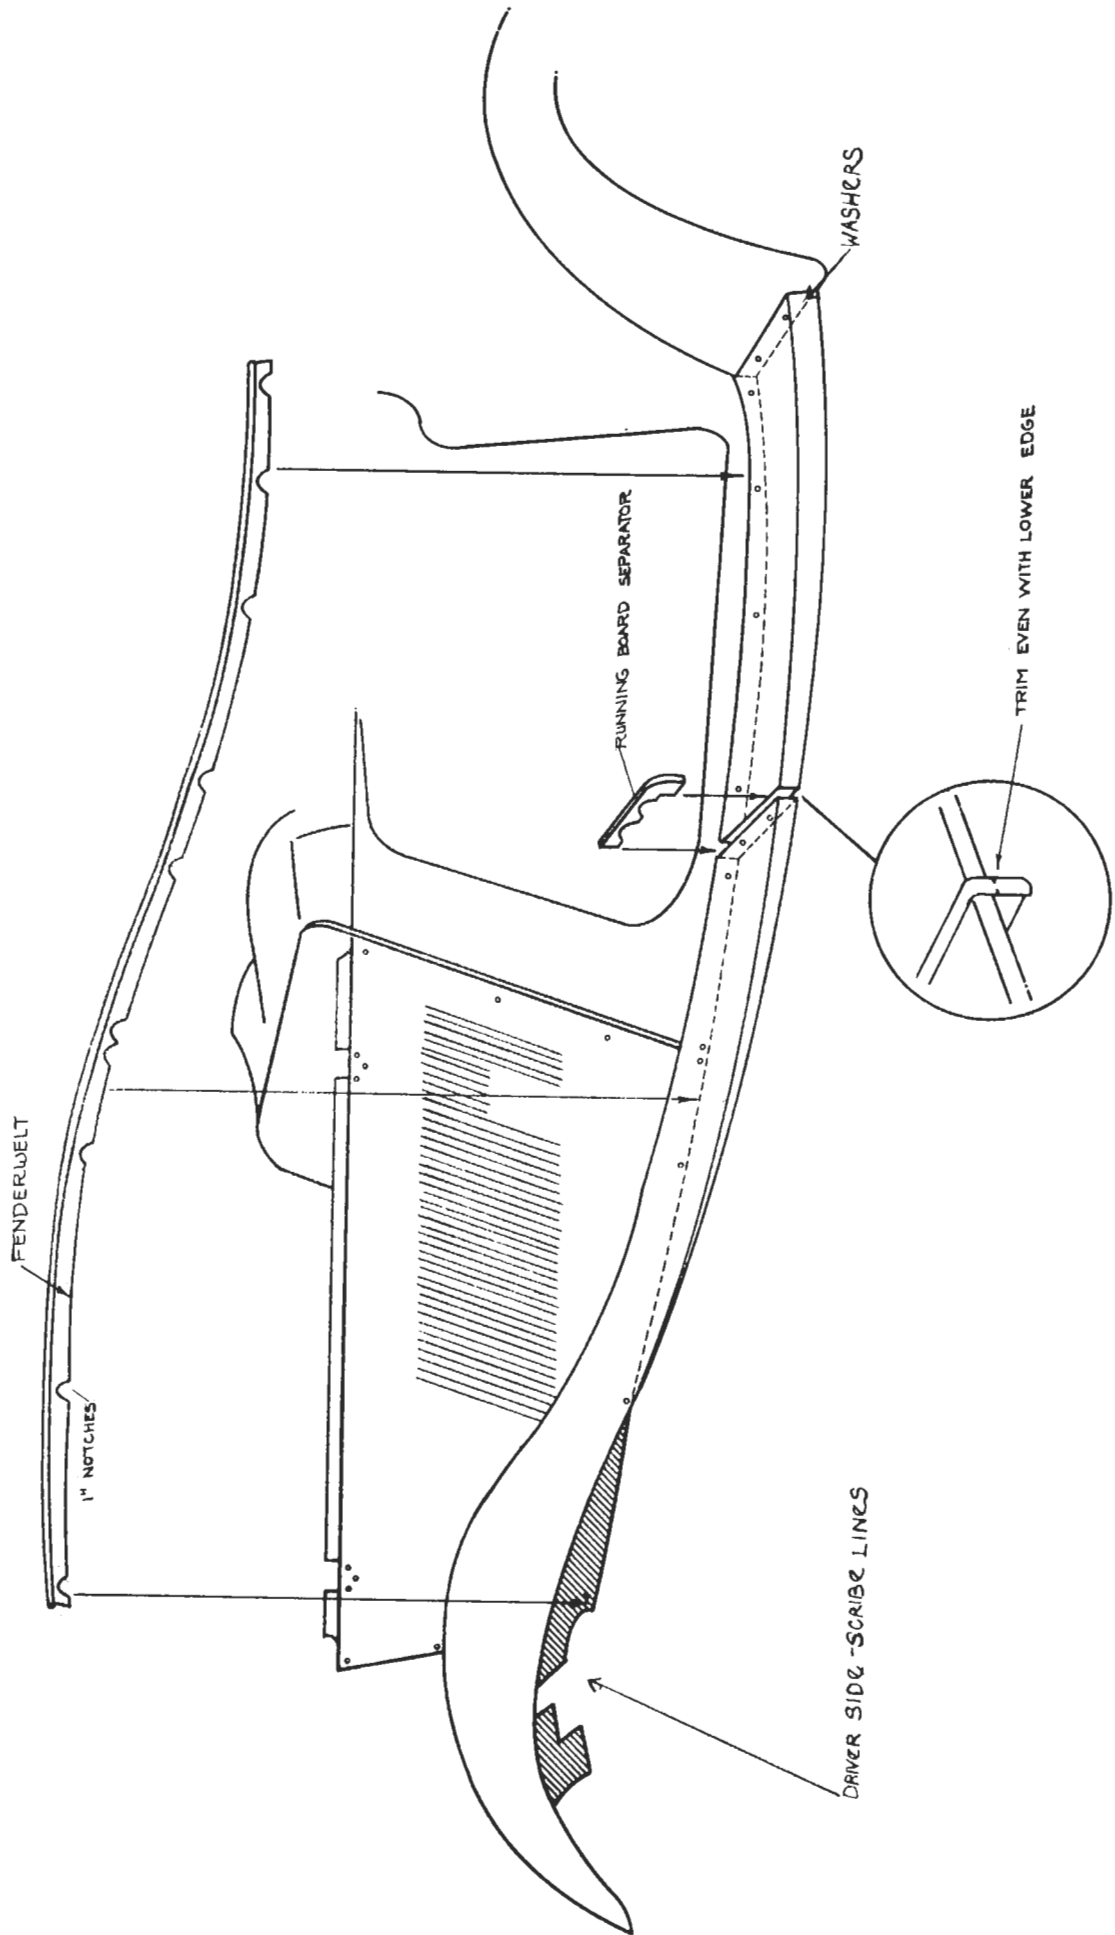 FENDERWELT
1" NOTCHES
RUNNING BOARD SEPARATOR
WASHERS
TRIM EVEN WITH LOWER EDGE
DRIVER SIDE - SCRIBE LINES